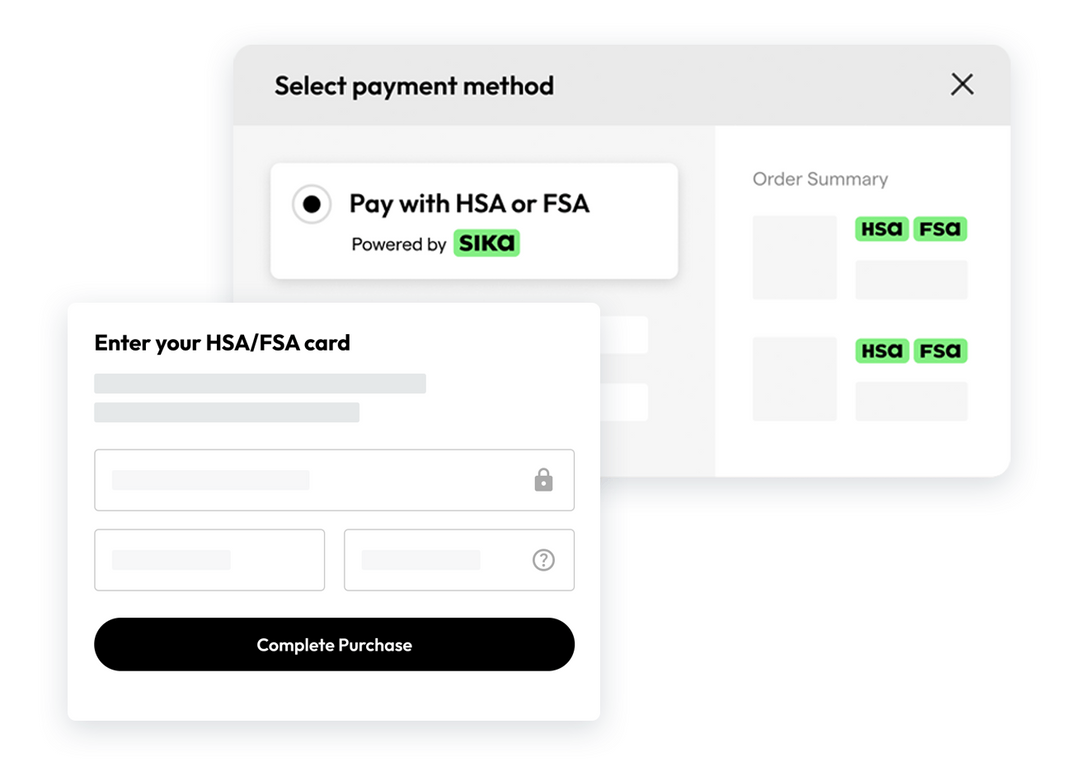 Select payment method
Pay with HSA or FSA
Powered by SIKA
Order Summary
HSA FSA
HSA FSA
Enter your HSA/FSA card
Complete Purchase